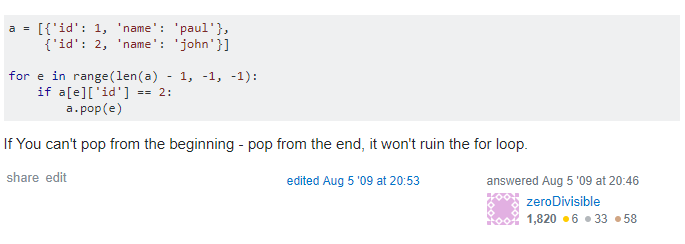 a = [{'id': 1, 'name': 'paul'},
     {'id': 2, 'name': 'john'}]
for e in range(len(a) - 1, -1, -1):
    if a[e]['id'] == 2:
        a.pop(e)
If You can't pop from the beginning - pop from the end, it won't ruin the for loop.
share edit
edited Aug 5 '09 at 20:53
answered Aug 5 '09 at 20:46
zeroDivisible
1,820 ●6 ●33 ●58